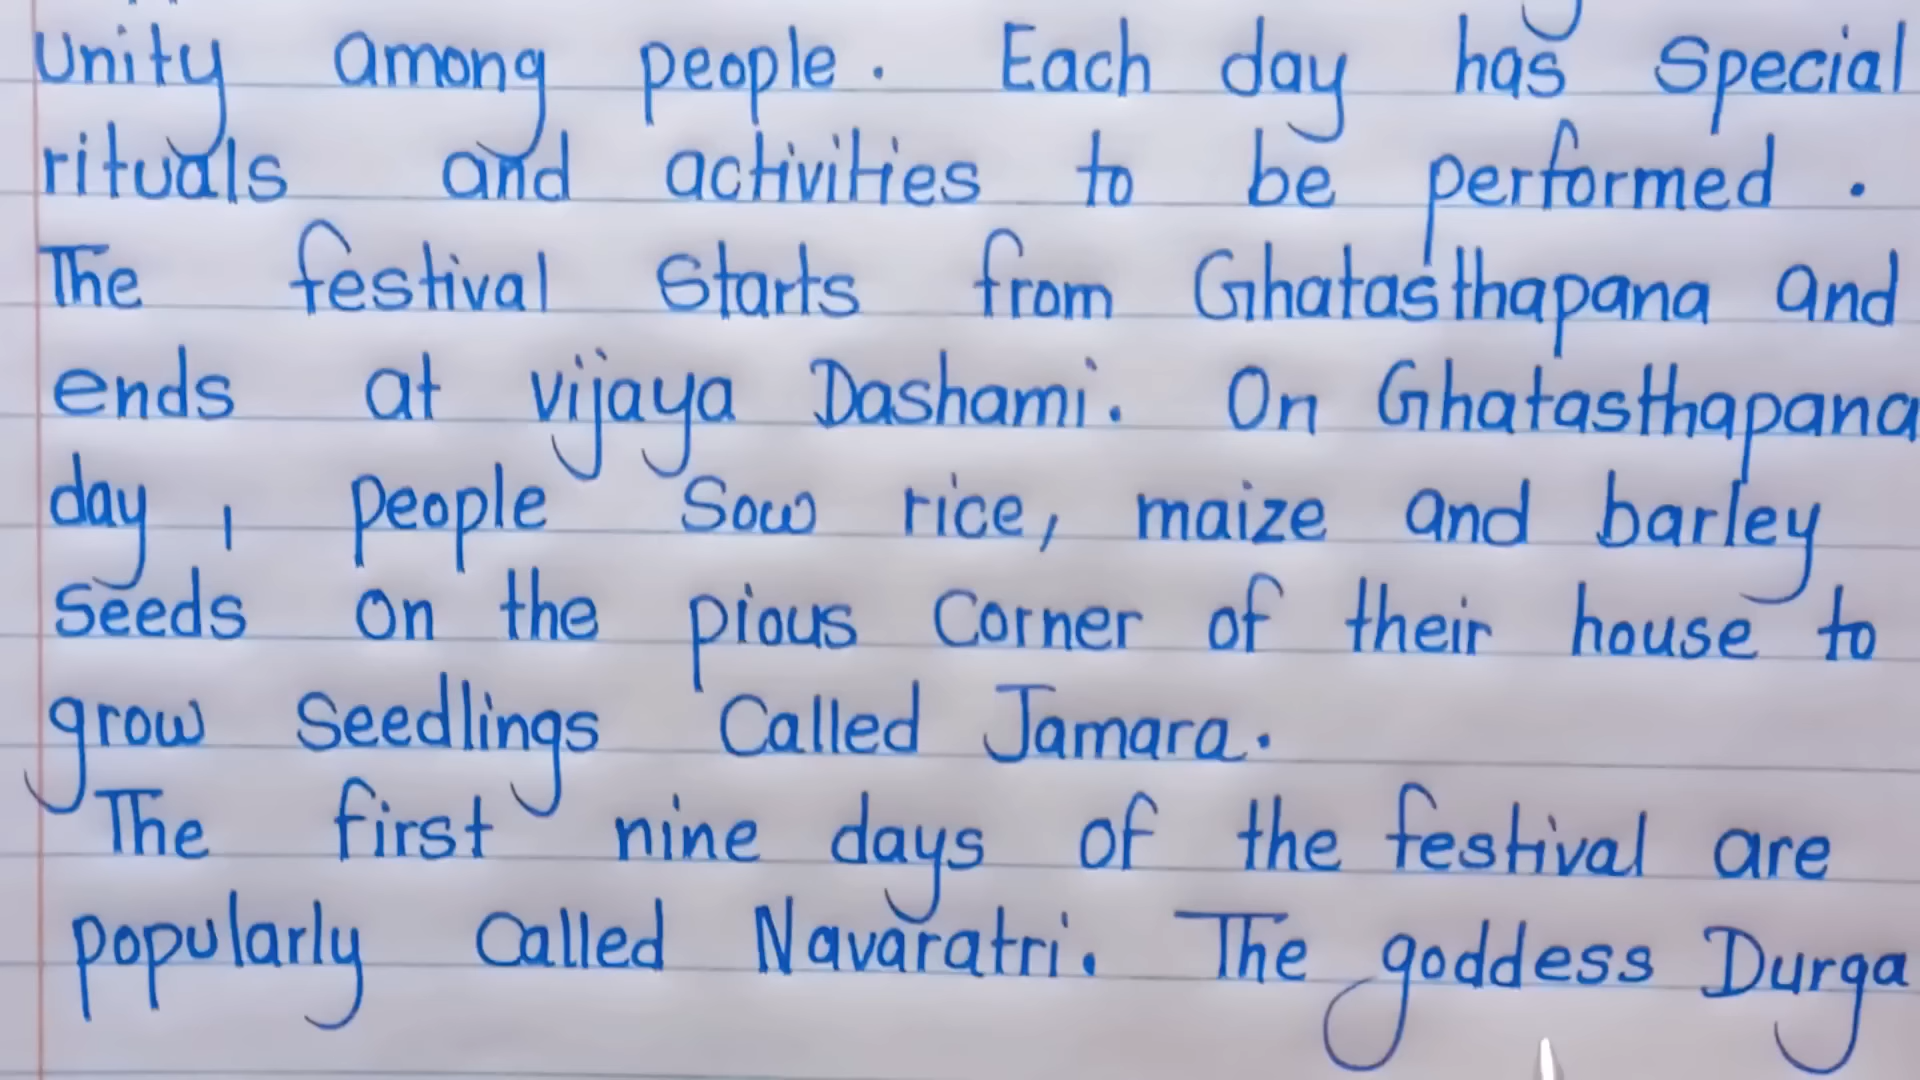 Unity among people. Each day has special
rituals and activities to be performed.
The festival starts from Ghatasthapana and
ends at vijaya Dashami. On Ghatasthapana
day, people sow rice, maize and barley
seeds on the pious corner of their house to
grow seedlings called Jamara.
The first nine days of the festival are
popularly called Navaratri. The goddess Durga